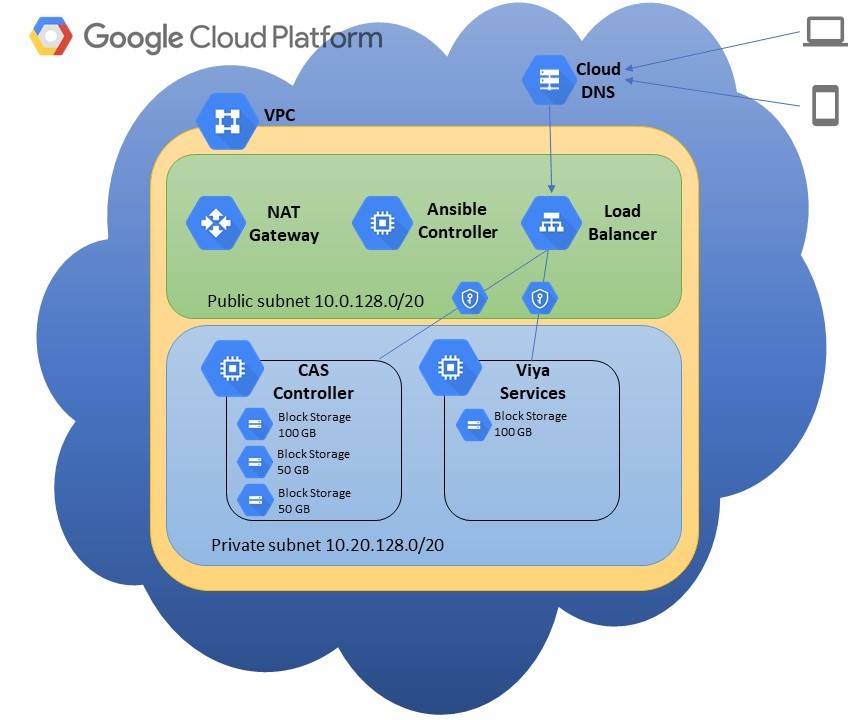 Google Cloud Platform
Cloud
DNS
VPC
NAT
Gateway
Ansible
Controller
Load
Balancer
Public subnet 10.0.128.0/20
CAS
Controller
Block Storage
100 GB
Block Storage
50 GB
Block Storage
50 GB
Viya
Services
Block Storage
100 GB
Private subnet 10.20.128.0/20